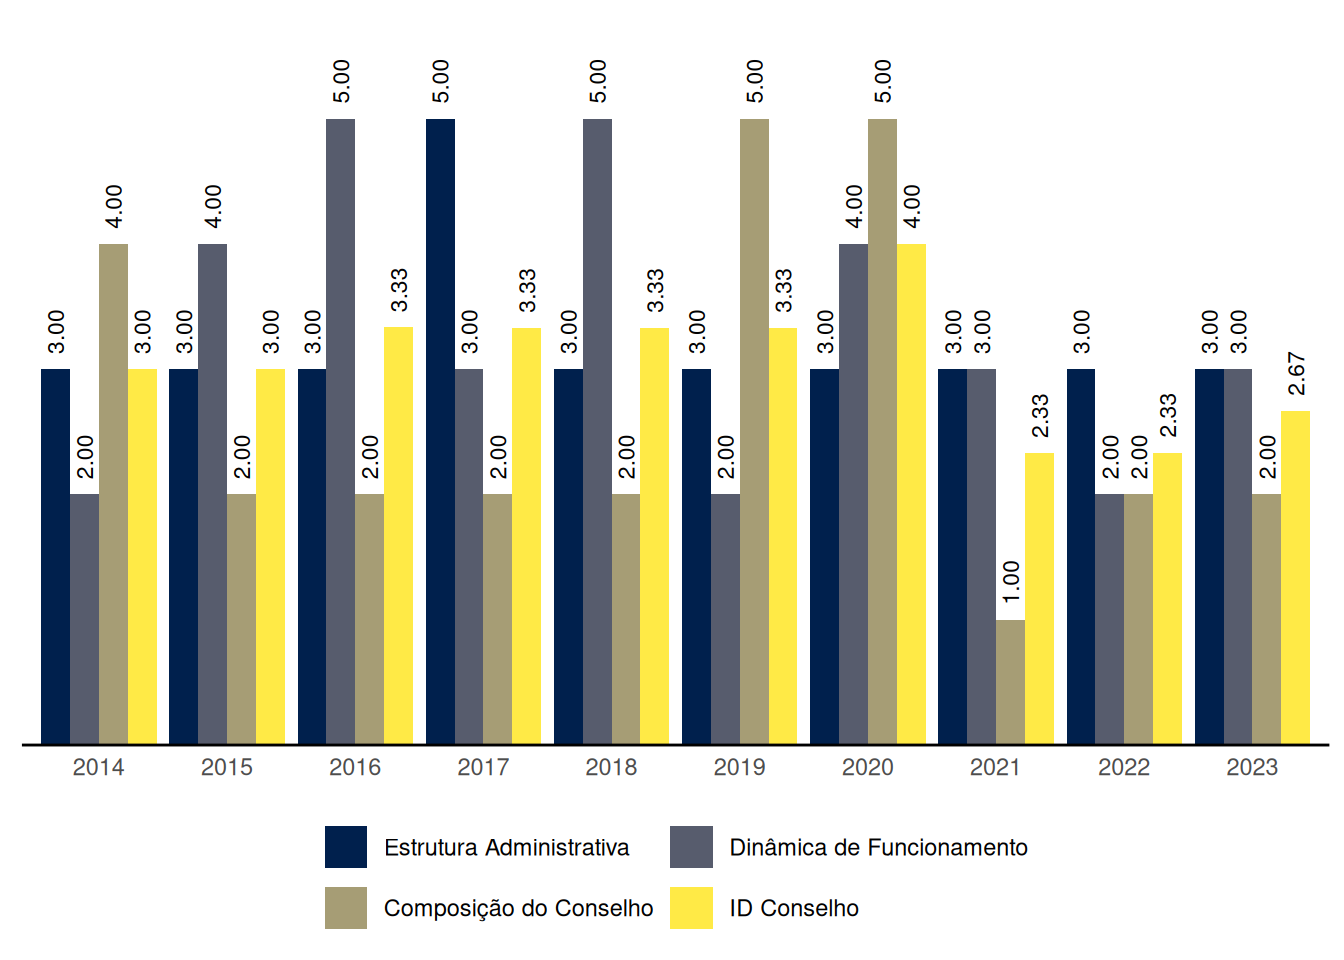 5.00 5.00 5.00 5.00 5.00
4.00 4.00 4.00 4.00
3.33 3.33 3.33 3.33
3.00 3.00 3.00 3.00 3.00 3.00 3.00 3.00 3.00 3.00 3.00 3.00 3.00 3.00
2.67
2.33 2.33
2.00 2.00 2.00 2.00 2.00 2.00 2.00 2.00 2.00
1.00
2014 2015 2016 2017 2018 2019 2020 2021 2022 2023
Estrutura Administrativa Dinâmica de Funcionamento
Composição do Conselho ID Conselho